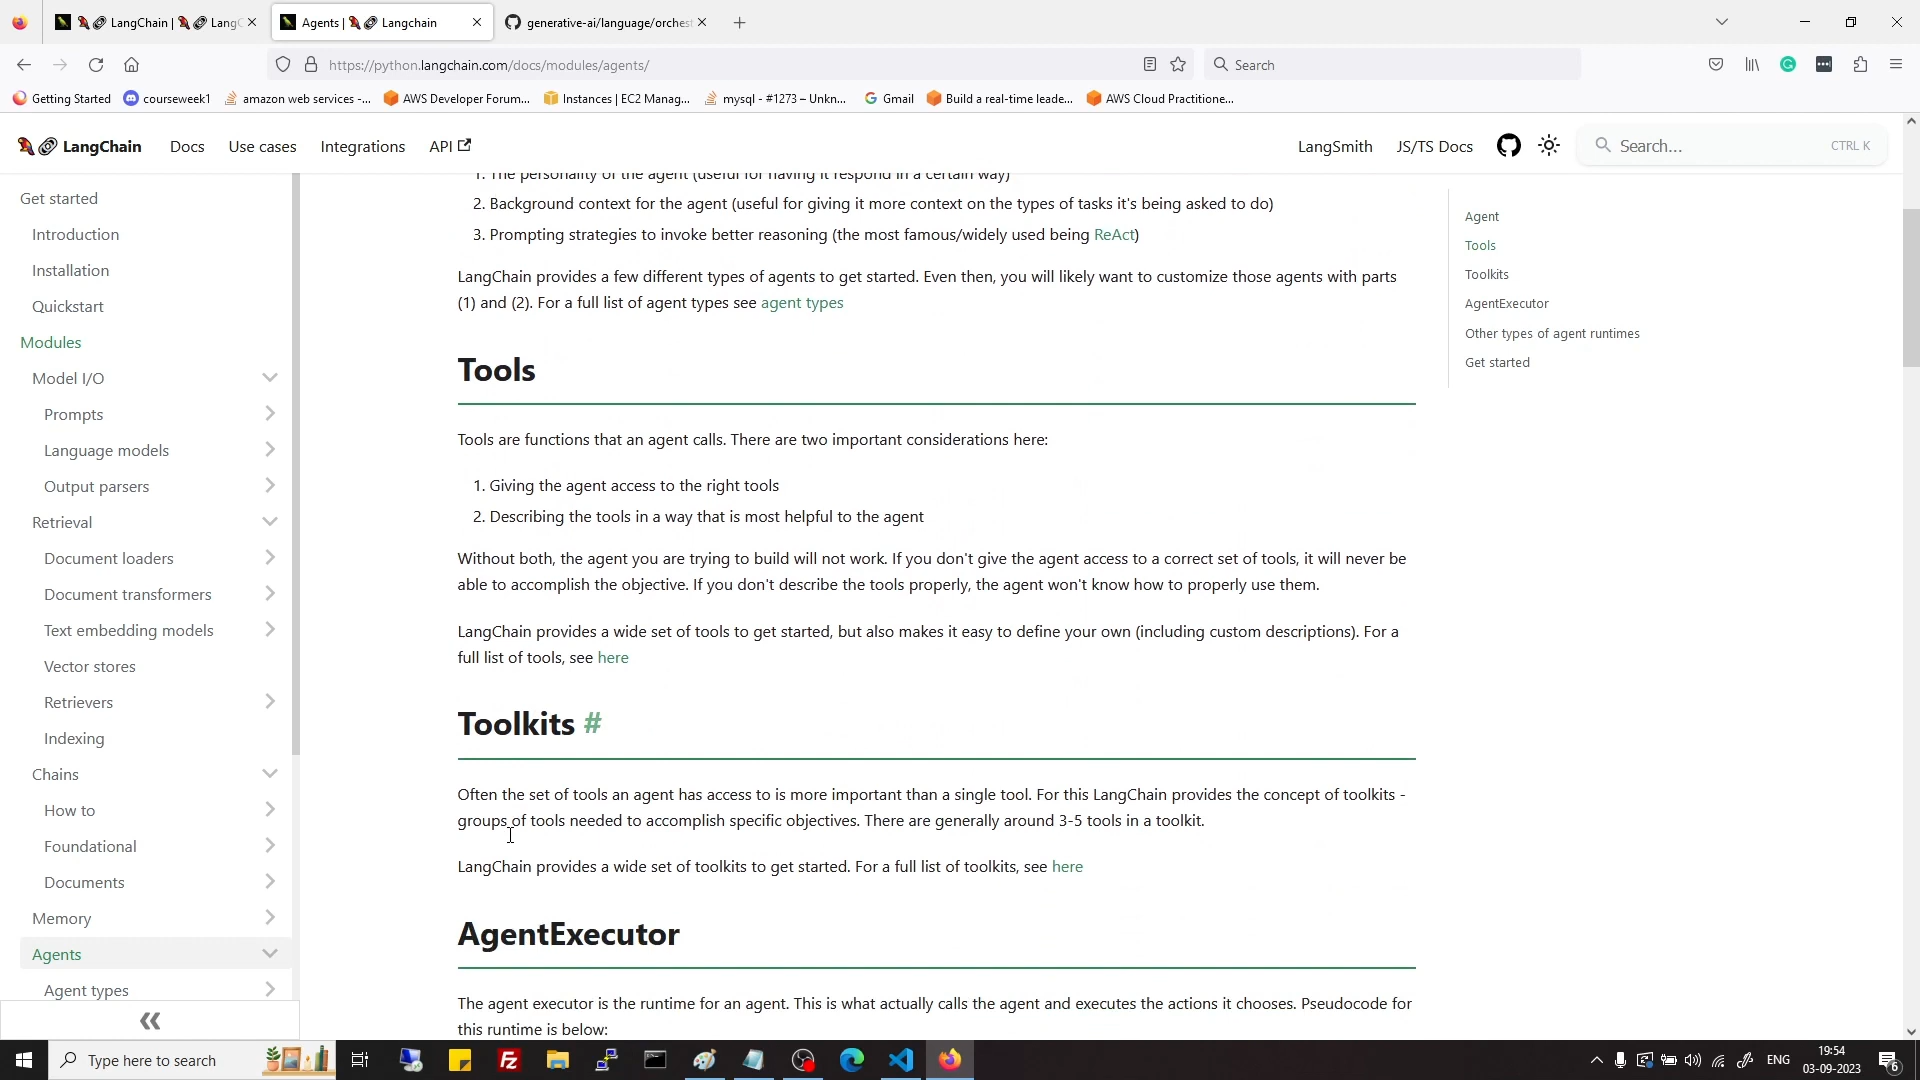 LangChain | LangC
Agents | Langchain
generative-ai/language/orchest
https://python.langchain.com/docs/modules/agents/
Search
Getting Started
courseweek1
amazon web services -...
AWS Developer Forum...
Instances | EC2 Manag...
mysql - #1273 – Unkn...
Gmail
Build a real-time leade...
AWS Cloud Practitione...
LangChain
Docs
Use cases
Integrations
API
LangSmith
JS/TS Docs
Search...
CTRL K
Get started
Introduction
Installation
Quickstart
Modules
Model I/O
Prompts
Language models
Output parsers
Retrieval
Document loaders
Document transformers
Text embedding models
Vector stores
Retrievers
Indexing
Chains
How to
Foundational
Documents
Memory
Agents
Agent types
1. The personality of the agent (useful for having it respond in a certain way)
2. Background context for the agent (useful for giving it more context on the types of tasks it's being asked to do)
3. Prompting strategies to invoke better reasoning (the most famous/widely used being ReAct)
LangChain provides a few different types of agents to get started. Even then, you will likely want to customize those agents with parts
(1) and (2). For a full list of agent types see agent types
Tools
Tools are functions that an agent calls. There are two important considerations here:
1. Giving the agent access to the right tools
2. Describing the tools in a way that is most helpful to the agent
Without both, the agent you are trying to build will not work. If you don't give the agent access to a correct set of tools, it will never be
able to accomplish the objective. If you don't describe the tools properly, the agent won't know how to properly use them.
LangChain provides a wide set of tools to get started, but also makes it easy to define your own (including custom descriptions). For a
full list of tools, see here
Toolkits #
Often the set of tools an agent has access to is more important than a single tool. For this LangChain provides the concept of toolkits -
groups of tools needed to accomplish specific objectives. There are generally around 3-5 tools in a toolkit.
LangChain provides a wide set of toolkits to get started. For a full list of toolkits, see here
AgentExecutor
The agent executor is the runtime for an agent. This is what actually calls the agent and executes the actions it chooses. Pseudocode for
this runtime is below:
Agent
Tools
Toolkits
AgentExecutor
Other types of agent runtimes
Get started
Type here to search
ENG
19:54
03-09-2023
6